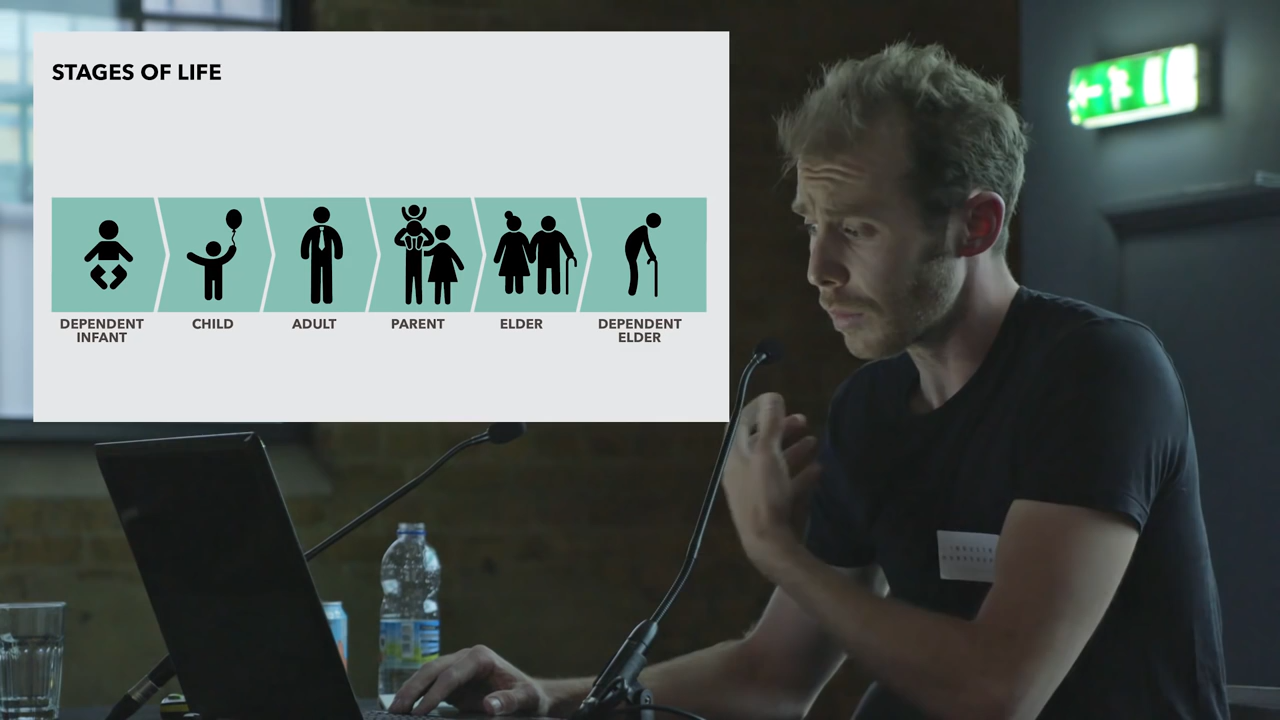 STAGES OF LIFE
DEPENDENT
INFANT
CHILD
ADULT
PARENT
ELDER
DEPENDENT
ELDER